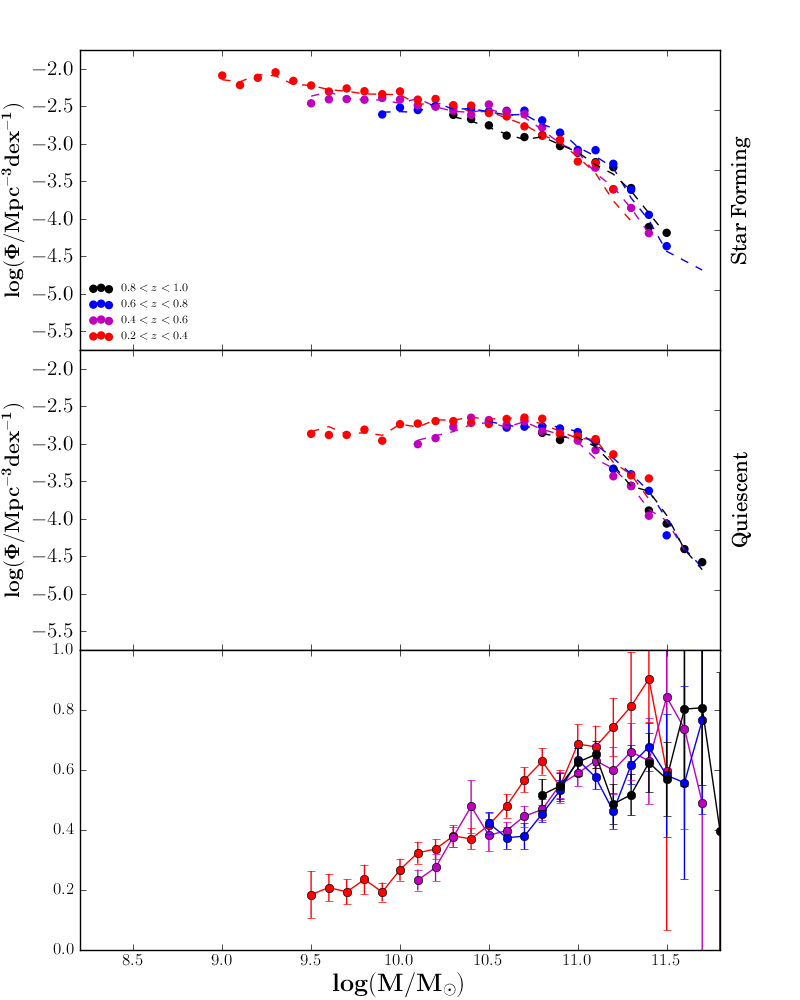 −2.0
−2.5
−3.0
−3.5
−4.0
−4.5
−5.0
−5.5
log(Φ/Mpc⁻³dex⁻¹)
Star Forming
0.8 < z < 1.0
0.6 < z < 0.8
0.4 < z < 0.6
0.2 < z < 0.4
−2.0
−2.5
−3.0
−3.5
−4.0
−4.5
−5.0
−5.5
log(Φ/Mpc⁻³dex⁻¹)
Quiescent
1.0
0.8
0.6
0.4
0.2
0.0
8.5 9.0 9.5 10.0 10.5 11.0 11.5
log(M/M☉)